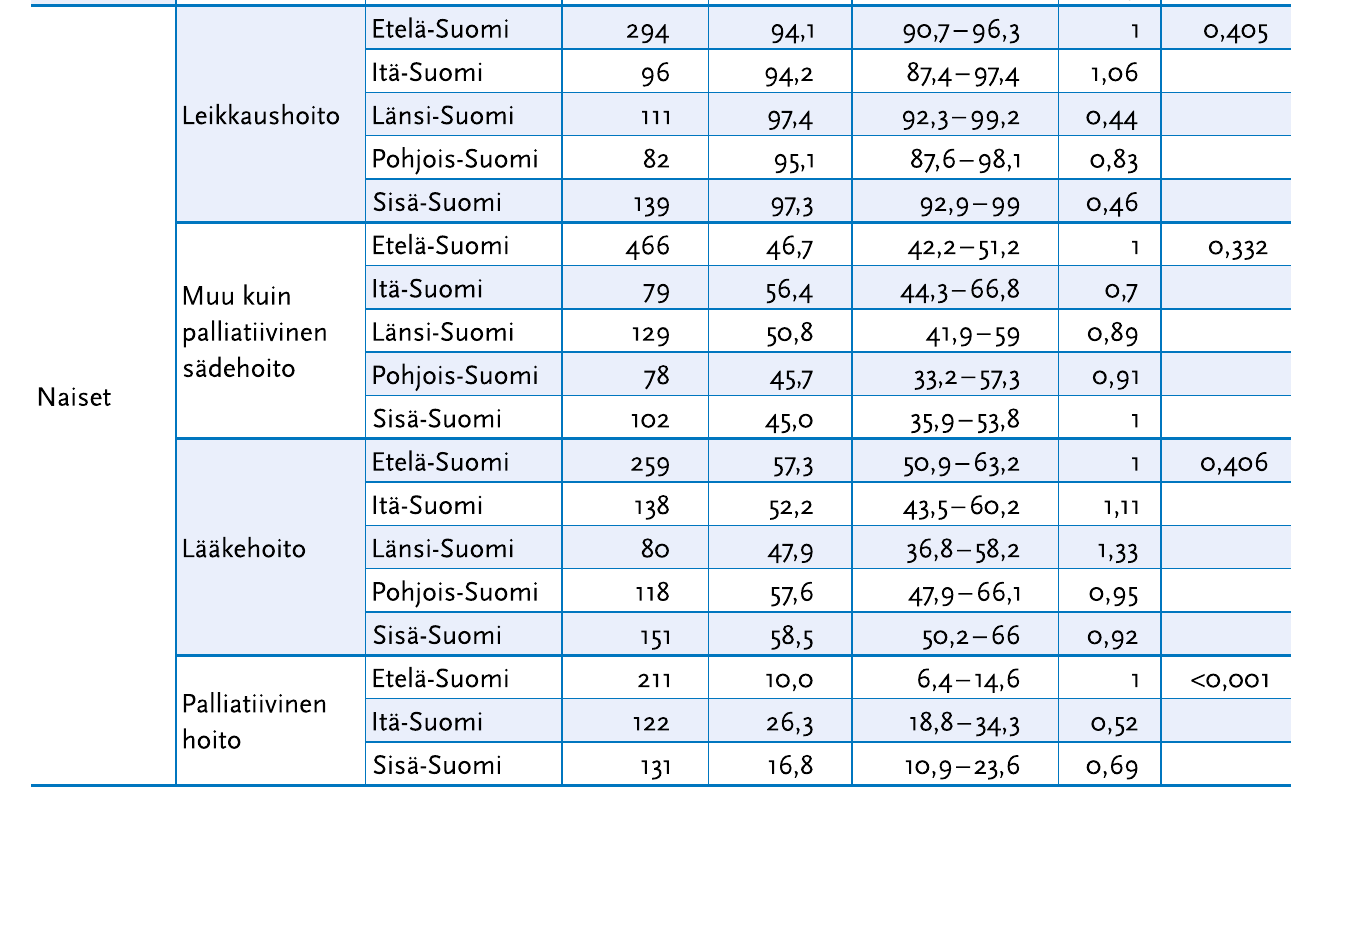 Naiset
Leikkaushoito
Etelä-Suomi 294 94,1 90,7–96,3 1 0,405
Itä-Suomi 96 94,2 87,4–97,4 1,06
Länsi-Suomi 111 97,4 92,3–99,2 0,44
Pohjois-Suomi 82 95,1 87,6–98,1 0,83
Sisä-Suomi 139 97,3 92,9–99 0,46
Muu kuin
palliatiivinen
sädehoito
Etelä-Suomi 466 46,7 42,2–51,2 1 0,332
Itä-Suomi 79 56,4 44,3–66,8 0,7
Länsi-Suomi 129 50,8 41,9–59 0,89
Pohjois-Suomi 78 45,7 33,2–57,3 0,91
Sisä-Suomi 102 45,0 35,9–53,8 1
Lääkehoito
Etelä-Suomi 259 57,3 50,9–63,2 1 0,406
Itä-Suomi 138 52,2 43,5–60,2 1,11
Länsi-Suomi 80 47,9 36,8–58,2 1,33
Pohjois-Suomi 118 57,6 47,9–66,1 0,95
Sisä-Suomi 151 58,5 50,2–66 0,92
Palliatiivinen
hoito
Etelä-Suomi 211 10,0 6,4–14,6 1 <0,001
Itä-Suomi 122 26,3 18,8–34,3 0,52
Sisä-Suomi 131 16,8 10,9–23,6 0,69